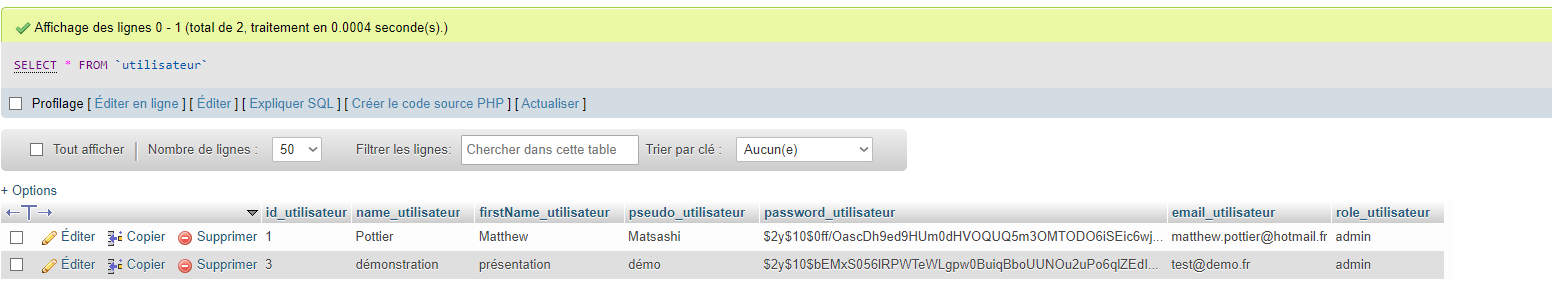 Affichage des lignes 0 - 1 (total de 2, traitement en 0.0004 seconde(s).)
SELECT * FROM `utilisateur`
Profilage [ Éditer en ligne ] [ Éditer ] [ Expliquer SQL ] [ Créer le code source PHP ] [ Actualiser ]
Tout afficher Nombre de lignes : 50 Filtrer les lignes: Chercher dans cette table Trier par clé : Aucun(e)
+ Options
id_utilisateur name_utilisateur firstName_utilisateur pseudo_utilisateur password_utilisateur email_utilisateur role_utilisateur
Éditer Copier Supprimer 1 Pottier Matthew Matsashi $2y$10$0ff/OascDh9ed9HUm0dHVOQUQ5m3OMTODO6iSEic6wj... matthew.pottier@hotmail.fr admin
Éditer Copier Supprimer 3 démonstration présentation démo $2y$10$bEMxS056lRPWTeWLgpw0BuiqBboUUNOu2uPo6qlZEdI... test@demo.fr admin